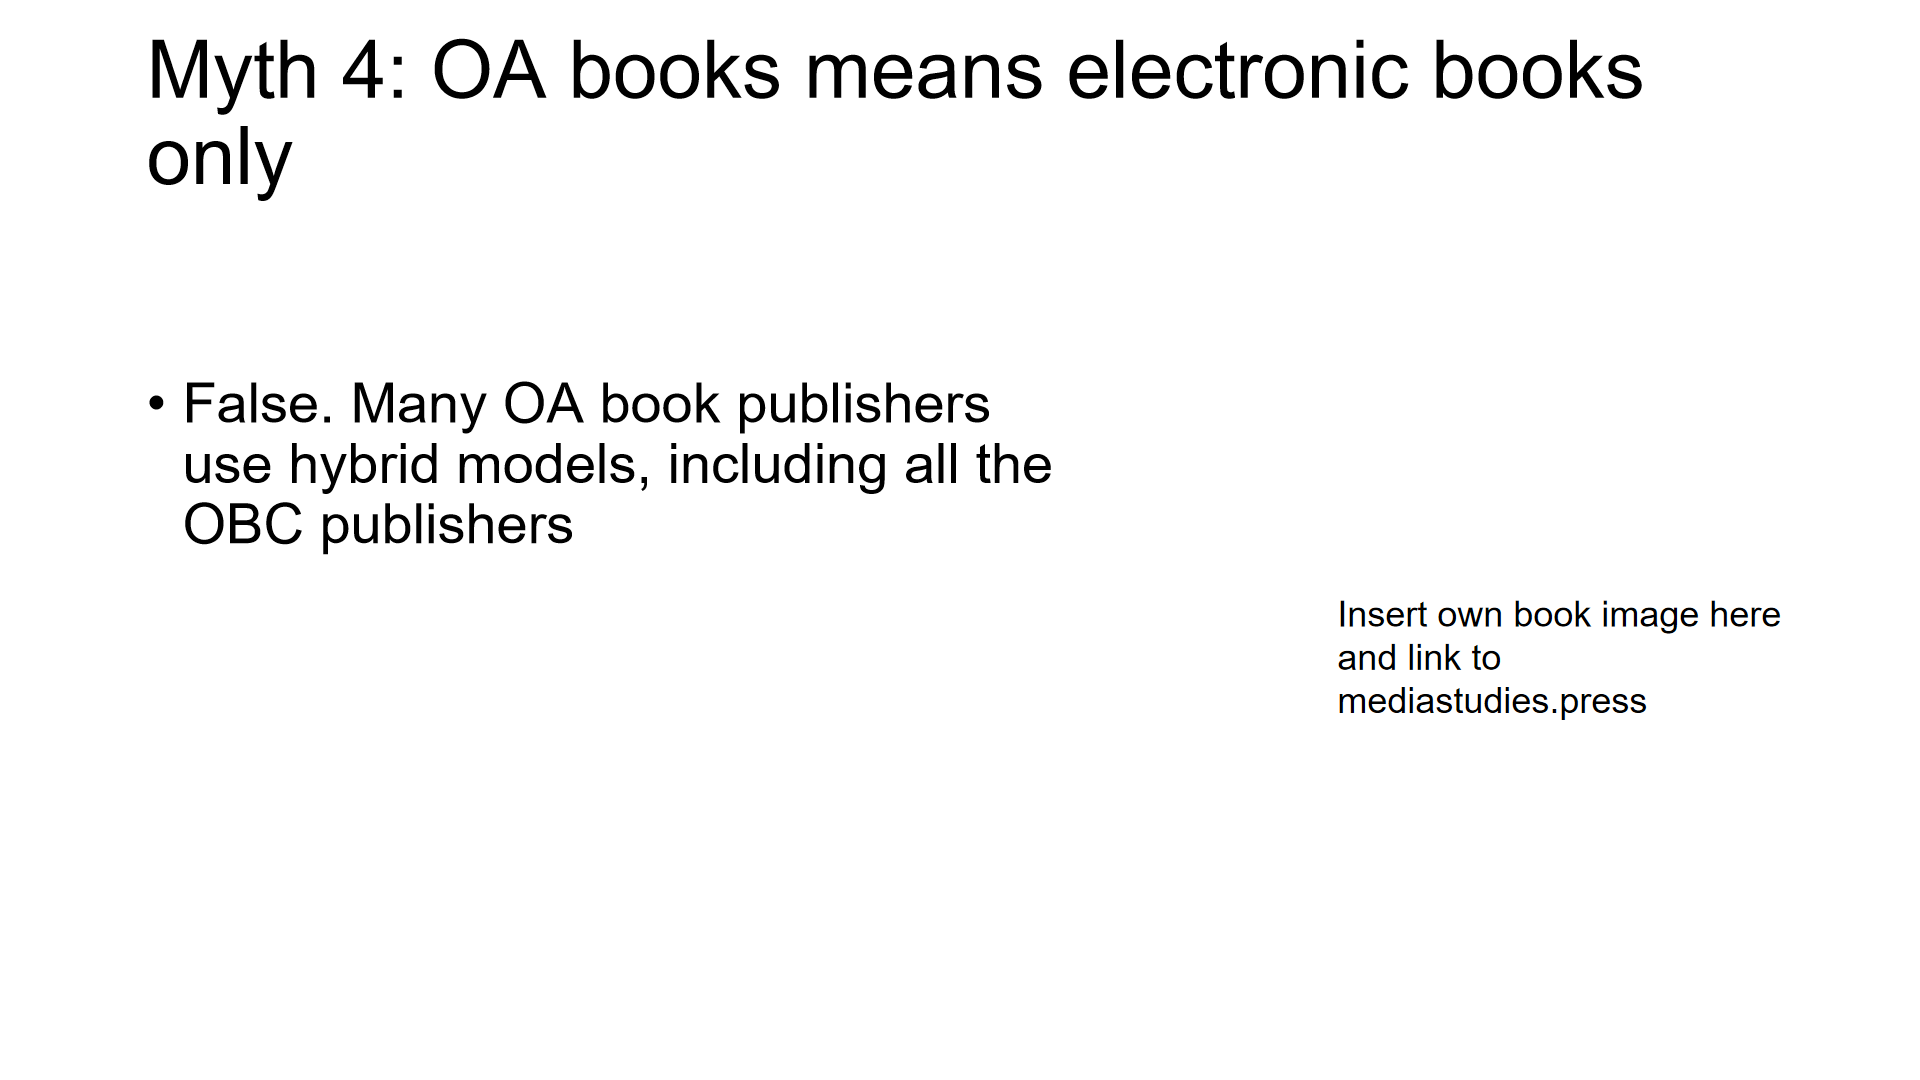 Myth 4: OA books means electronic books
only
• False. Many OA book publishers
use hybrid models, including all the
OBC publishers
Insert own book image here
and link to
mediastudies.press